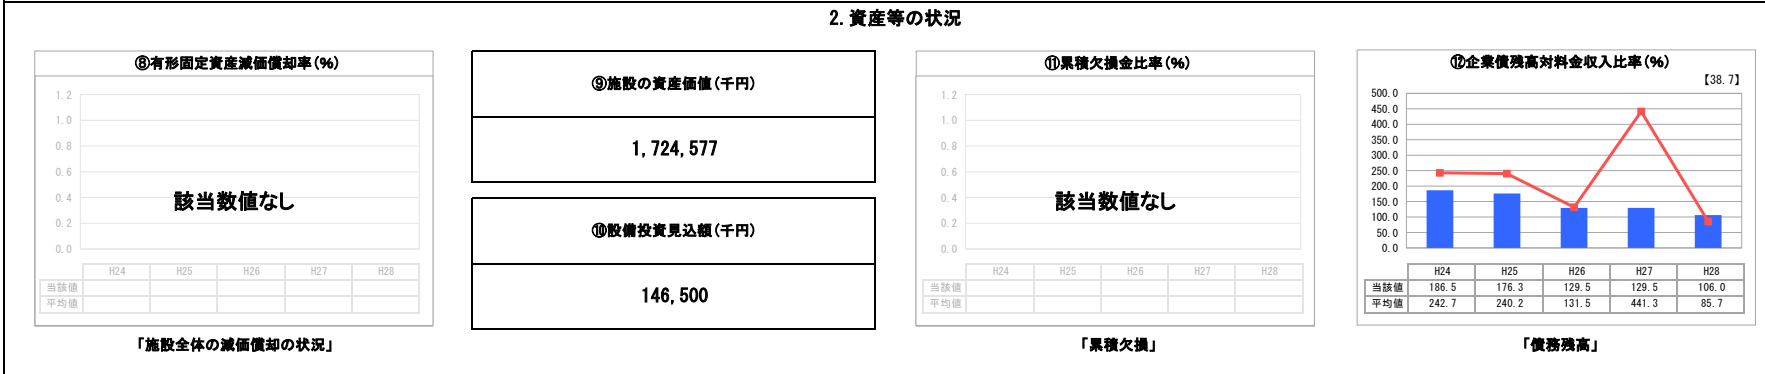 2. 資産等の状況
⑧有形固定資産減価償却率(%)
1.2
1.0
0.8
0.6
0.4
0.2
0.0
該当数値なし
H24 H25 H26 H27 H28
当該値
平均値
「施設全体の減価償却の状況」
⑨施設の資産価値(千円)
1,724,577
⑩設備投資見込額(千円)
146,500
⑪累積欠損金比率(%)
1.2
1.0
0.8
0.6
0.4
0.2
0.0
該当数値なし
H24 H25 H26 H27 H28
当該値
平均値
「累積欠損」
⑫企業債残高対料金収入比率(%)
【38.7】
500.0
450.0
400.0
350.0
300.0
250.0
200.0
150.0
100.0
50.0
0.0
H24 H25 H26 H27 H28
当該値 186.5 176.3 129.5 129.5 106.0
平均値 242.7 240.2 131.5 441.3 85.7
「債務残高」